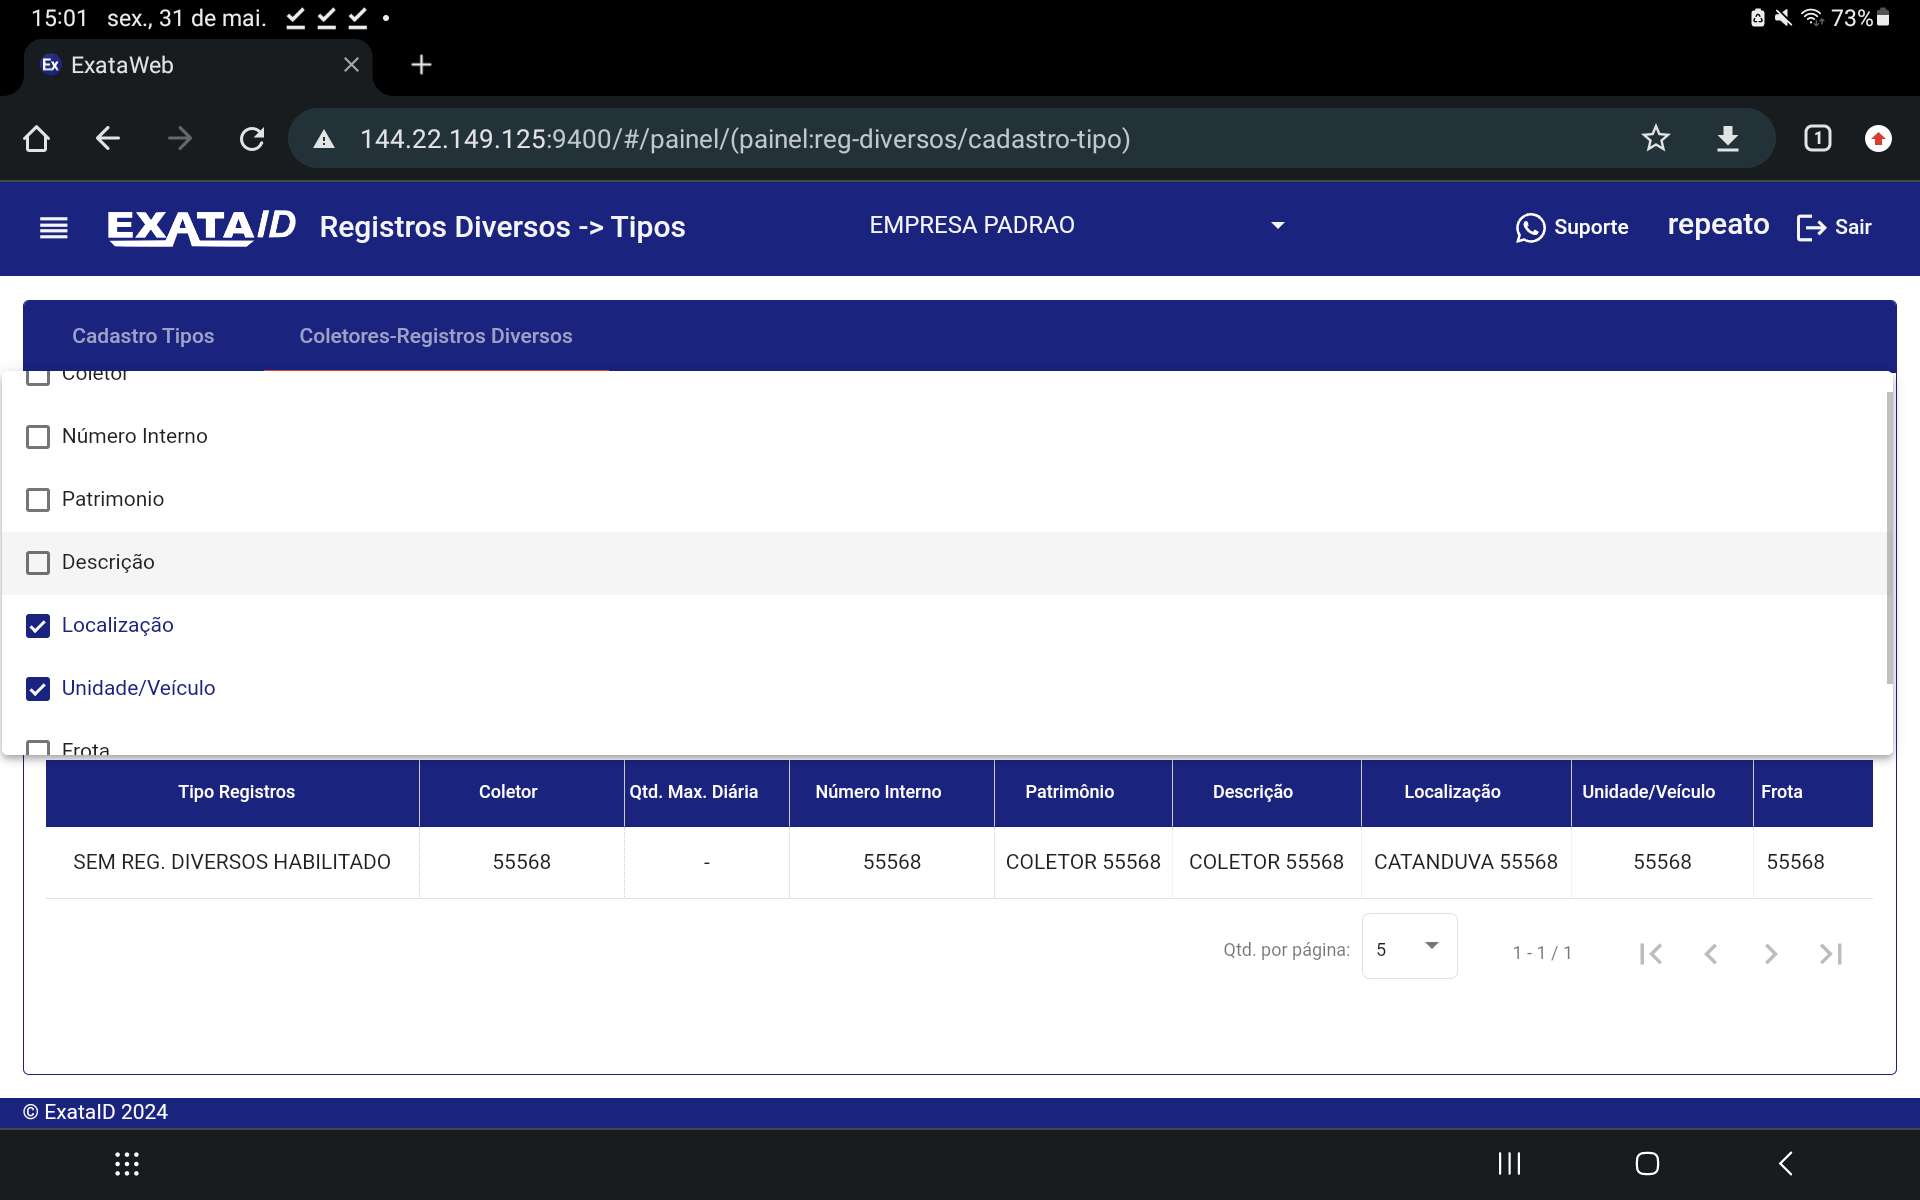 15:01 sex., 31 de mai.
73%
Ex ExataWeb
144.22.149.125:9400/#/painel/(painel:reg-diversos/cadastro-tipo)
1
EXATAID Registros Diversos -> Tipos
EMPRESA PADRAO
Suporte
repeato
Sair
Cadastro Tipos
Coletores-Registros Diversos
Coletor
Número Interno
Patrimonio
Descrição
Localização
Unidade/Veículo
Frota
Tipo Registros Coletor Qtd. Max. Diária Número Interno Patrimônio Descrição Localização Unidade/Veículo Frota
SEM REG. DIVERSOS HABILITADO 55568 - 55568 COLETOR 55568 COLETOR 55568 CATANDUVA 55568 55568 55568
Qtd. por página: 5 1 - 1 / 1
© ExataID 2024